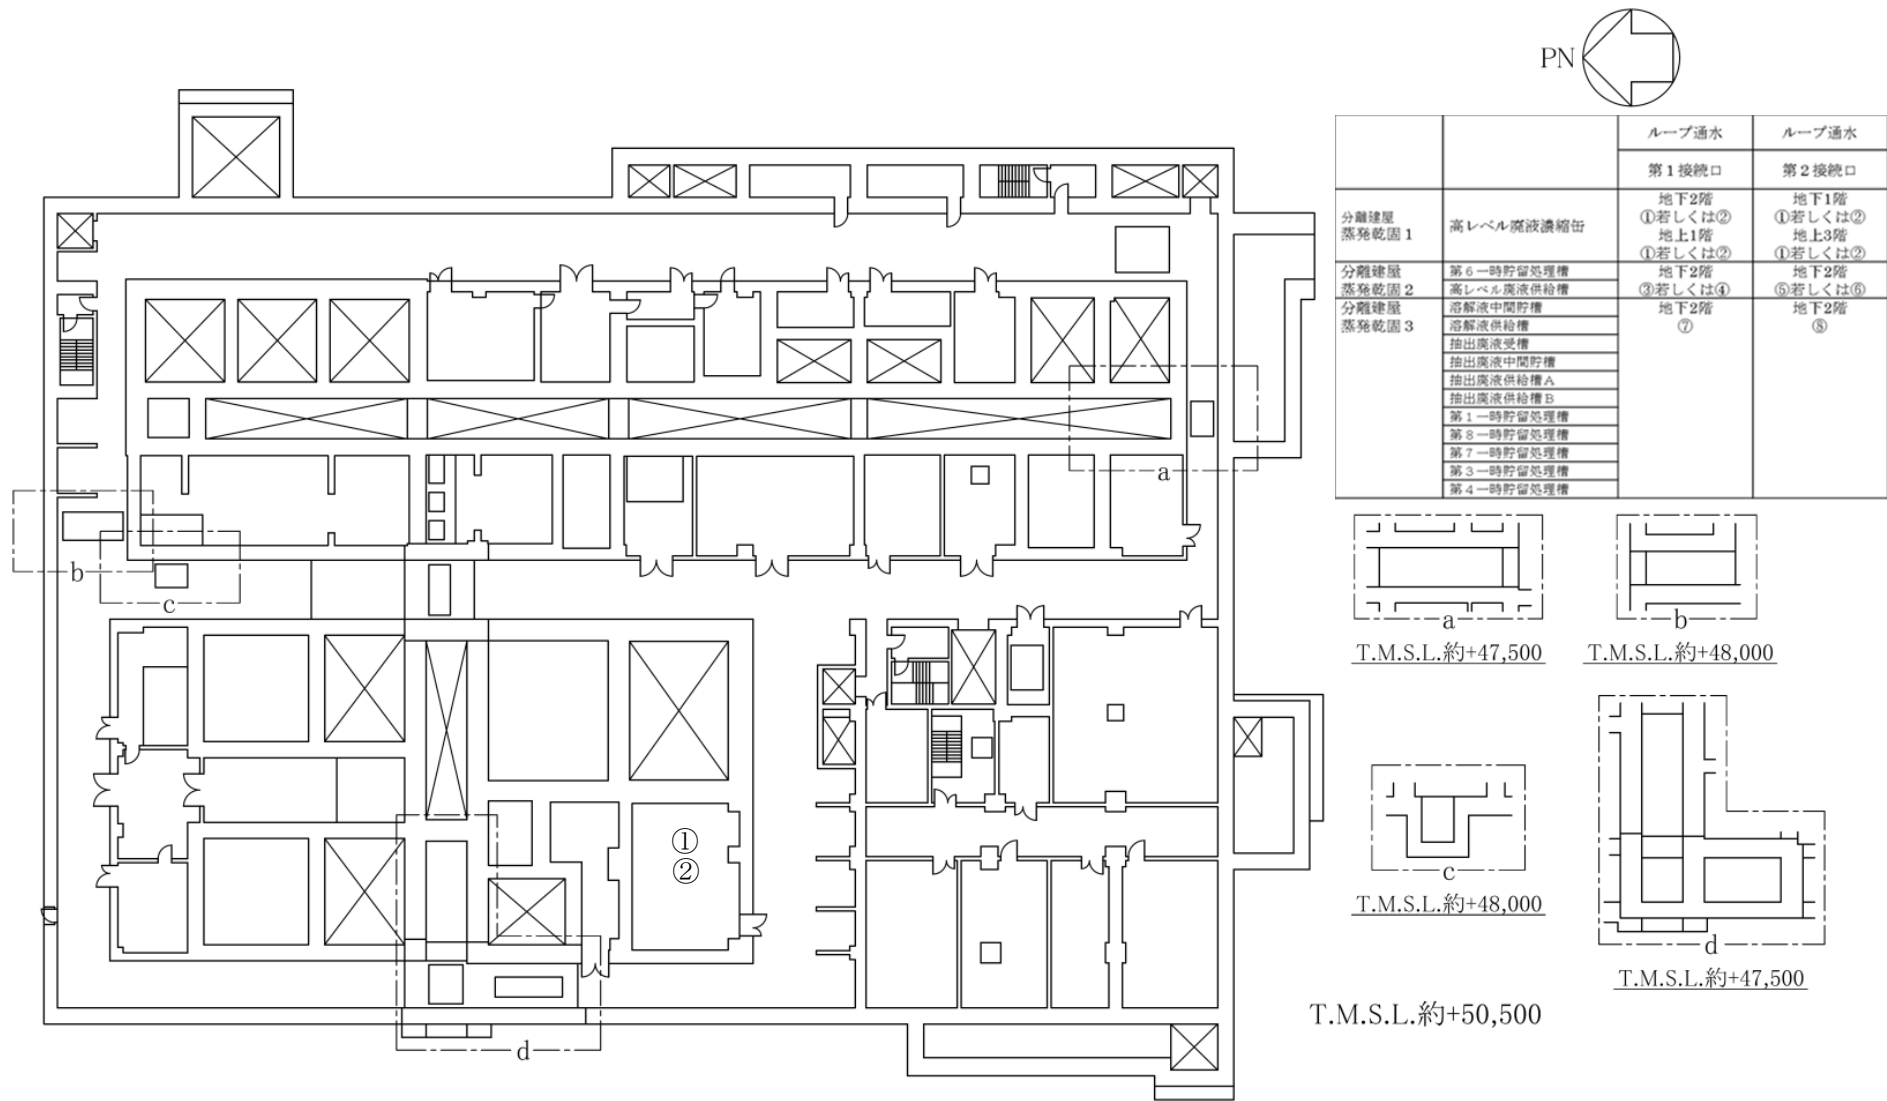 PN
ループ通水
ループ通水
第1接続口
第2接続口
分離建屋
蒸発乾固1
高レベル廃液濃縮缶
地下2階
①若しくは②
地上1階
①若しくは②
地下1階
①若しくは②
地上3階
①若しくは②
分離建屋
蒸発乾固2
第6一時貯留処理槽
高レベル廃液供給槽
地下2階
③若しくは④
地下2階
⑤若しくは⑥
分離建屋
蒸発乾固3
溶解液中間貯槽
溶解液供給槽
抽出廃液受槽
抽出廃液中間貯槽
抽出廃液供給槽A
抽出廃液供給槽B
第1一時貯留処理槽
第8一時貯留処理槽
第7一時貯留処理槽
第3一時貯留処理槽
第4一時貯留処理槽
地下2階
⑦
地下2階
⑧
a
b
c
①
②
d
a
T.M.S.L.約+47,500
b
T.M.S.L.約+48,000
c
T.M.S.L.約+48,000
d
T.M.S.L.約+47,500
T.M.S.L.約+50,500